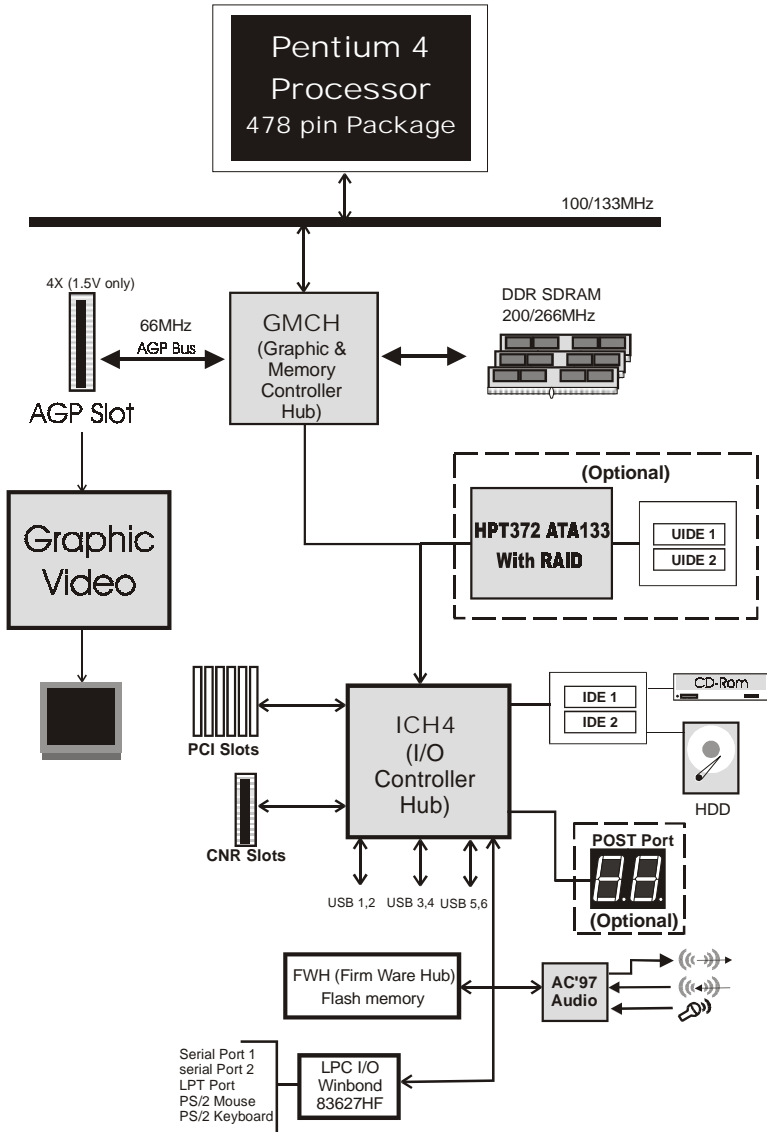 Pentium 4
Processor
478 pin Package
100/133MHz
4X (1.5V only)
66MHz
AGP Bus
AGP Slot
GMCH
(Graphic &
Memory
Controller
Hub)
DDR SDRAM
200/266MHz
(Optional)
HPT372 ATA133
With RAID
UIDE 1
UIDE 2
Graphic
Video
PCI Slots
CNR Slots
ICH4
(I/O
Controller
Hub)
IDE 1
IDE 2
CD-Rom
HDD
POST Port
88
(Optional)
USB 1,2
USB 3,4
USB 5,6
FWH (Firm Ware Hub)
Flash memory
AC'97
Audio
Serial Port 1
serial Port 2
LPT Port
PS/2 Mouse
PS/2 Keyboard
LPC I/O
Winbond
83627HF